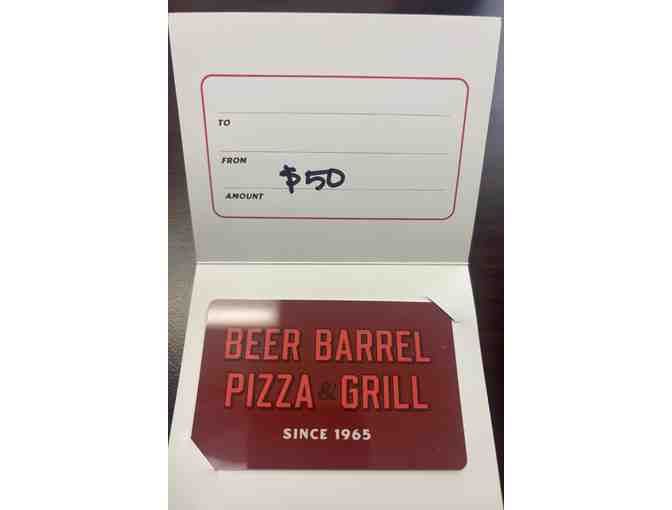 TO
FROM
$50
AMOUNT
BEER BARREL
PIZZA & GRILL
SINCE 1965